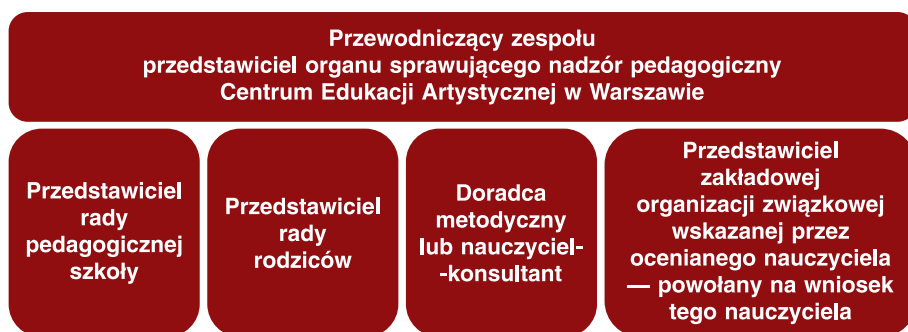 Przewodniczący zespołu
przedstawiciel organu sprawującego nadzór pedagogiczny
Centrum Edukacji Artystycznej w Warszawie
Przedstawiciel
rady
pedagogicznej
szkoły
Przedstawiciel
rady
rodziców
Doradca
metodyczny
lub nauczyciel-
-konsultant
Przedstawiciel
zakładowej
organizacji związkowej
wskazanej przez
ocenianego nauczyciela
— powołany na wniosek
tego nauczyciela